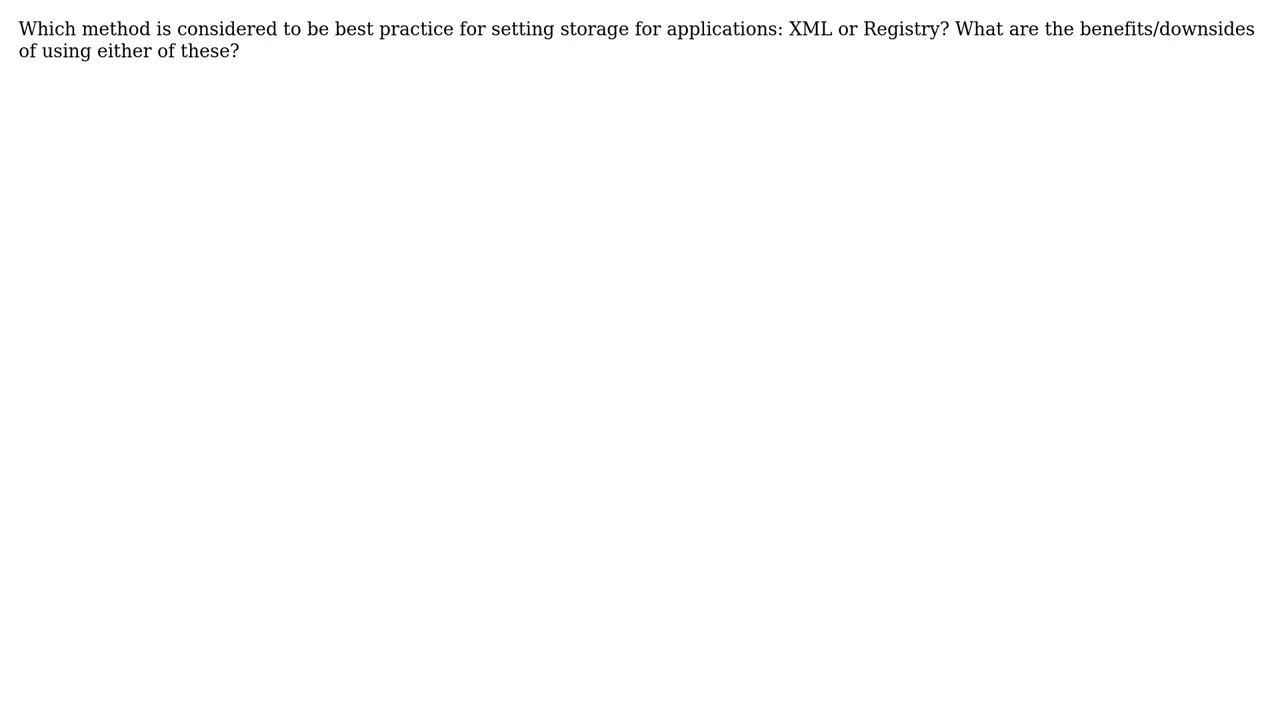 Which method is considered to be best practice for setting storage for applications: XML or Registry? What are the benefits/downsides
of using either of these?